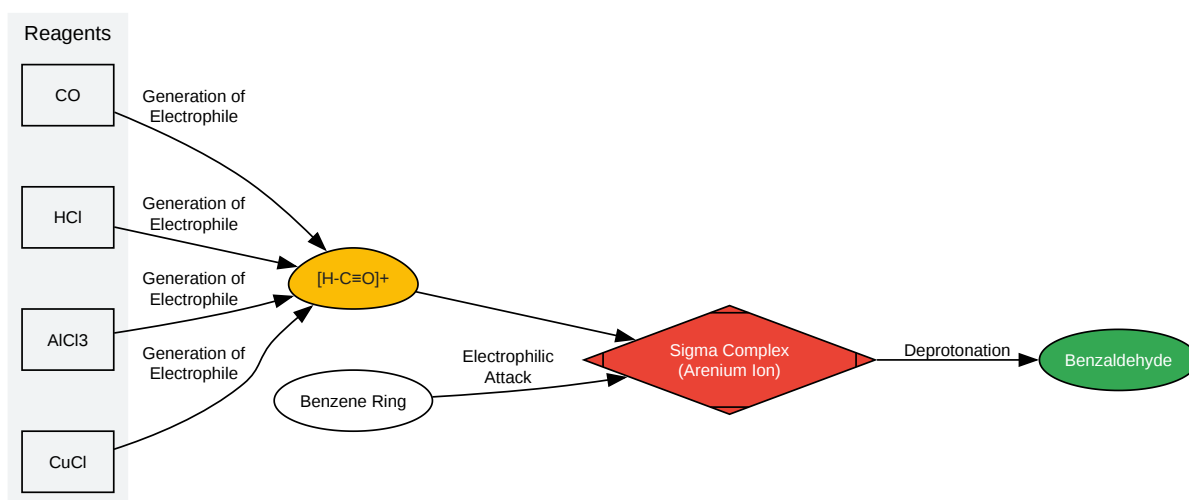 Reagents
CO
Generation of
Electrophile
HCl
Generation of
Electrophile
AlCl3
Generation of
Electrophile
CuCl
Generation of
Electrophile
[H-C≡O]+
Benzene Ring
Electrophilic
Attack
Sigma Complex
(Arenium Ion)
Deprotonation
Benzaldehyde